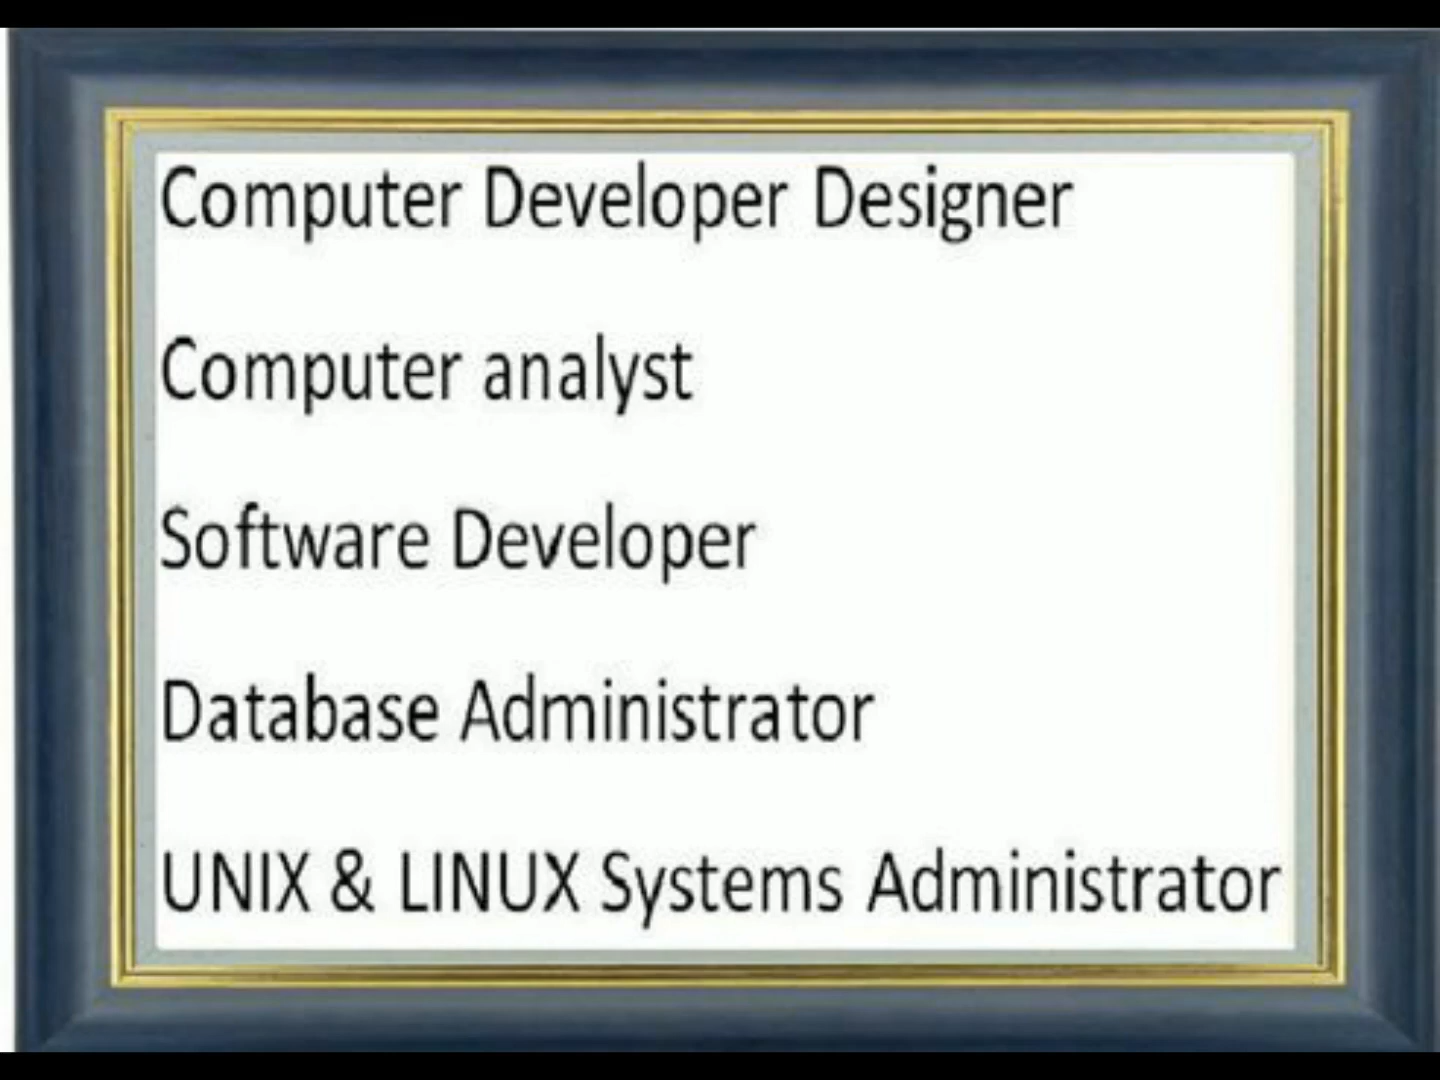 Computer Developer Designer
Computer analyst
Software Developer
Database Administrator
UNIX & LINUX Systems Administrator